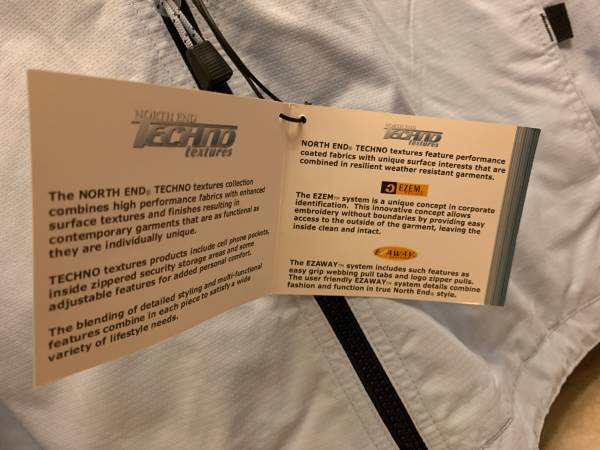 NORTH END
TECHNO
textures
The NORTH END® TECHNO textures collection
combines high performance fabrics with enhanced
surface textures and finishes resulting in
contemporary garments that are as functional as
they are individually unique.
TECHNO textures products include cell phone pockets,
inside zippered security storage areas and some
adjustable features for added personal comfort.
The blending of detailed styling and multi-functional
features combine in each piece to satisfy a wide
variety of lifestyle needs.
NORTH END
TECHNO
textures
NORTH END® TECHNO textures feature performance
coated fabrics with unique surface interests that are
combined in resilient weather resistant garments.
EZEM™
The EZEM™ system is a unique concept in corporate
identification. This innovative concept allows
embroidery without boundaries by providing easy
access to the outside of the garment, leaving the
inside clean and intact.
EZAWAY™
The EZAWAY™ system includes such features as
easy grip webbing pull tabs and logo zipper pulls.
The user friendly EZAWAY™ system details combine
fashion and function in true North End® style.